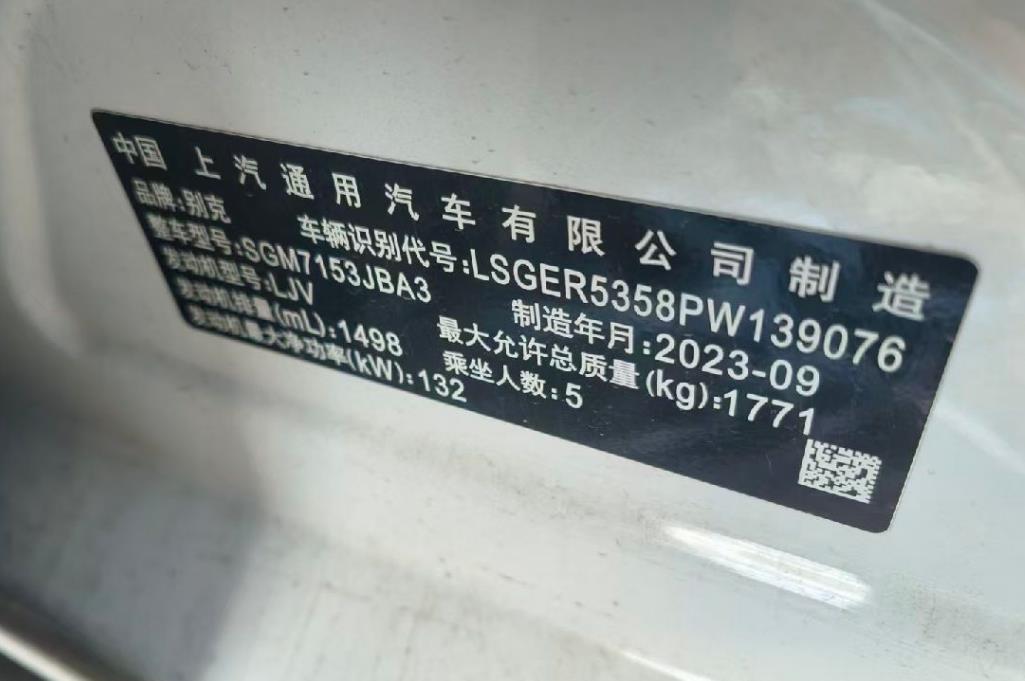 中国 上汽通用汽车有限公司制造
品牌:别克 车辆识别代号:LSGER5358PW139076
整车型号:SGM7153JBA3 制造年月:2023-09
发动机型号:LJV 最大允许总质量(kg):1771
发动机排量(mL):1498 乘坐人数:5
发动机最大净功率(kW):132